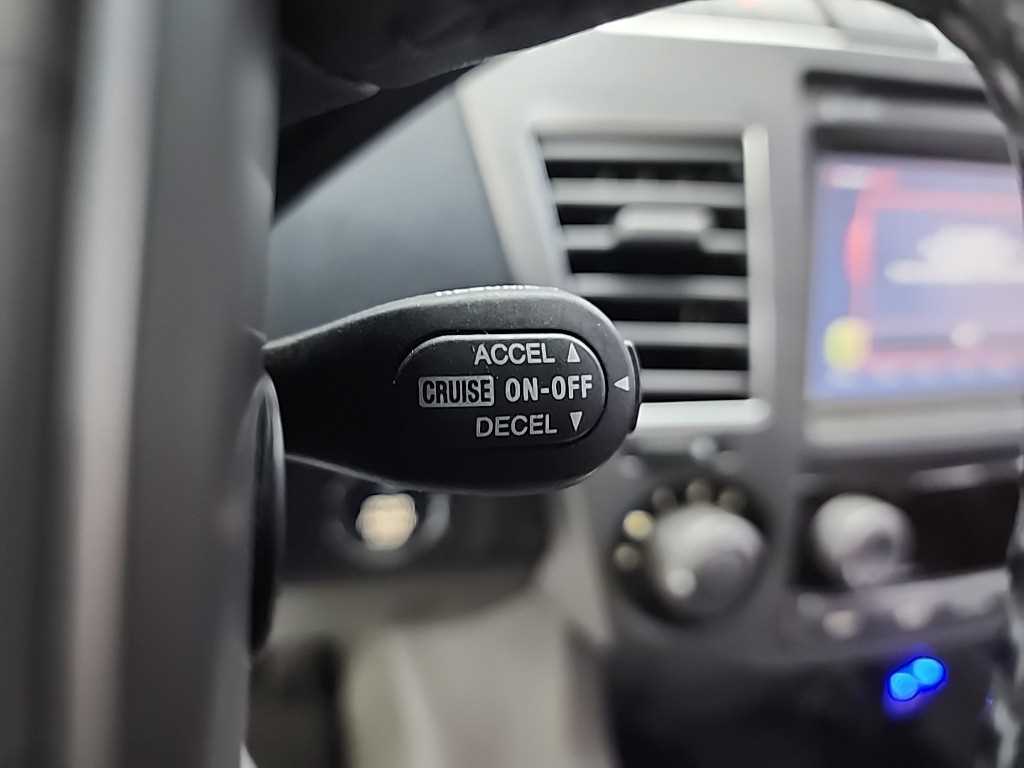 ACCEL ▲
CRUISE ON-OFF ◀
DECEL ▼